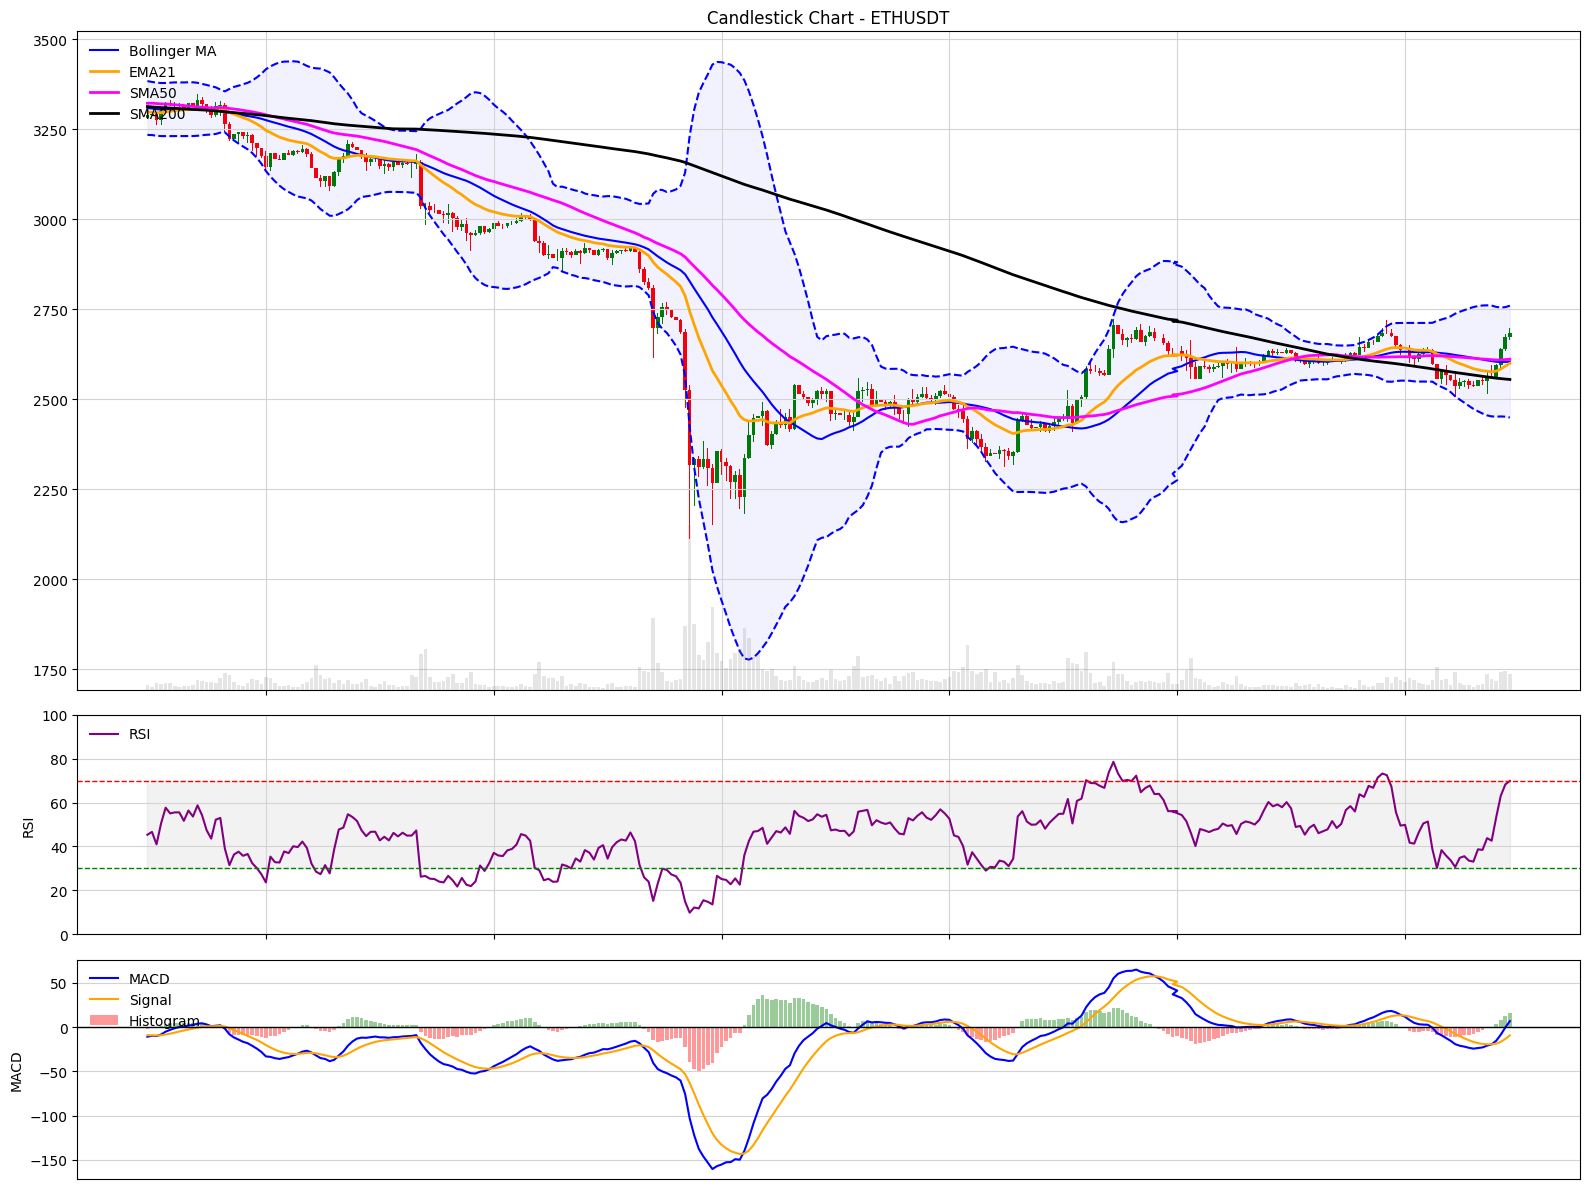 Candlestick Chart - ETHUSDT
3500
3250
3000
2750
2500
2250
2000
1750
Bollinger MA
EMA21
SMA50
SMA200
100
80
60
40
20
0
RSI
RSI
50
0
−50
−100
−150
MACD
MACD
Signal
Histogram